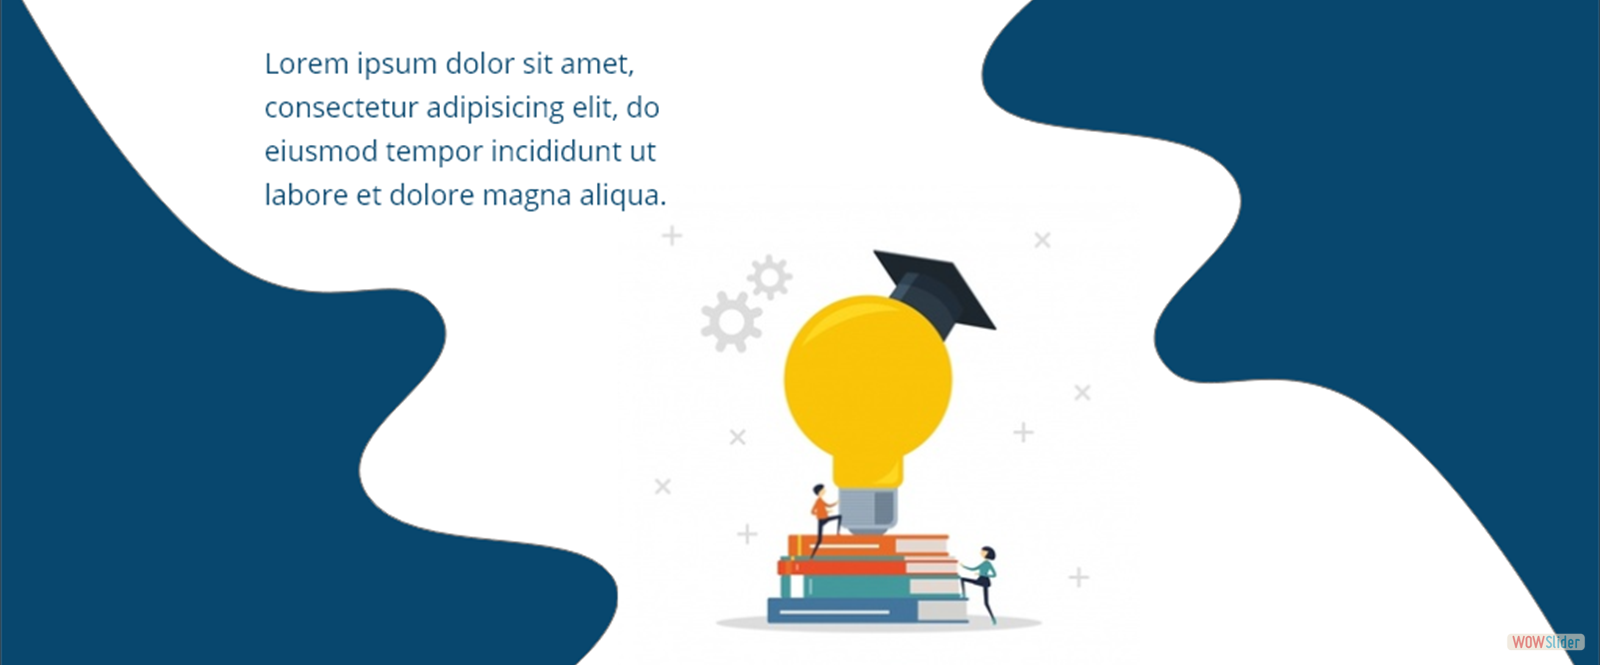 Lorem ipsum dolor sit amet,
consectetur adipisicing elit, do
eiusmod tempor incididunt ut
labore et dolore magna aliqua.
WOWSlider